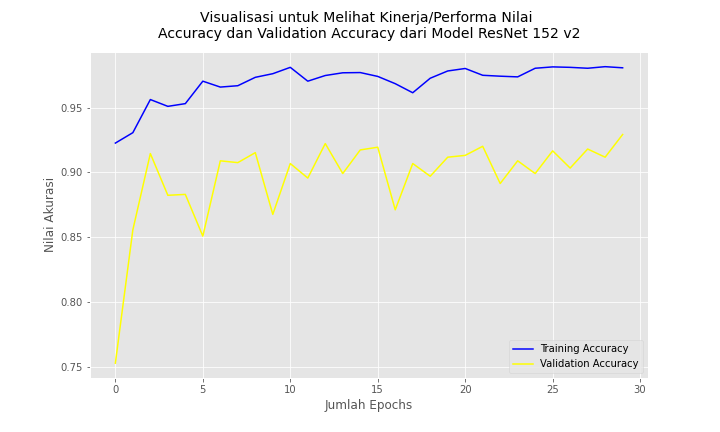 Visualisasi untuk Melihat Kinerja/Performa Nilai
Accuracy dan Validation Accuracy dari Model ResNet 152 v2
Nilai Akurasi
0.95
0.90
0.85
0.80
0.75
Training Accuracy
Validation Accuracy
0 5 10 15 20 25 30
Jumlah Epochs